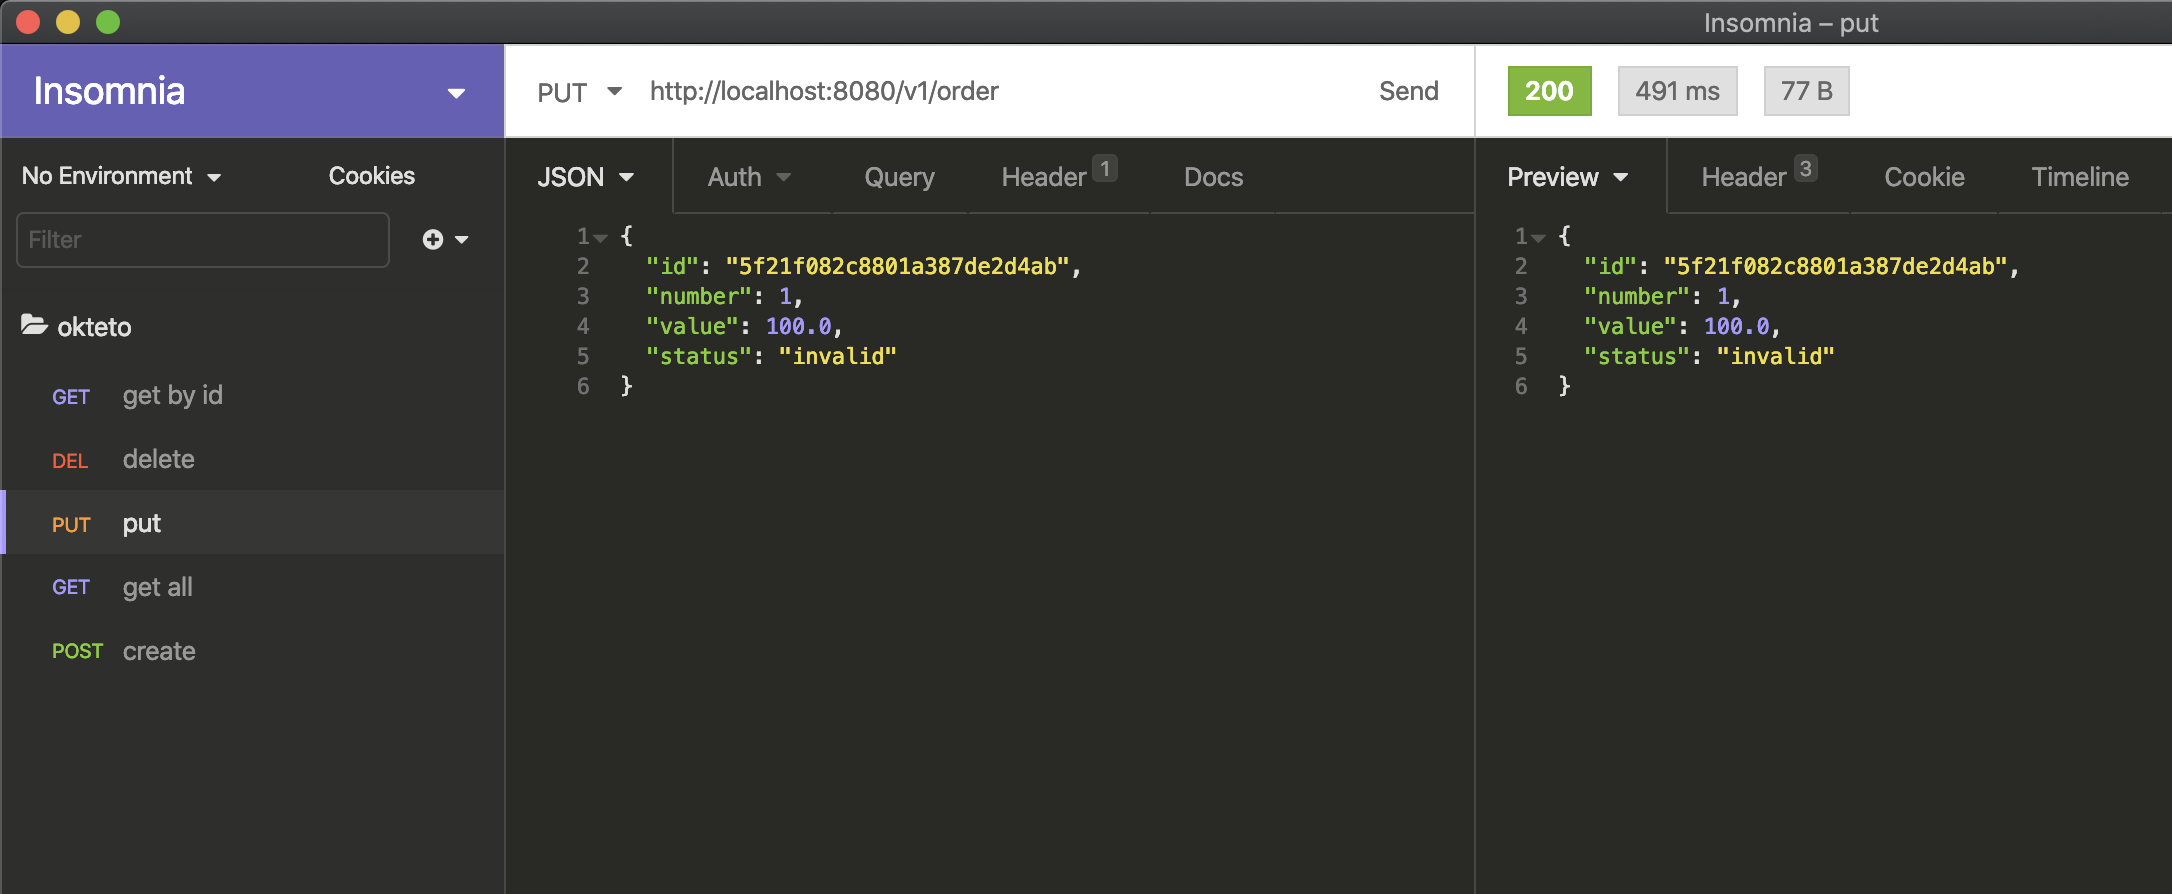 Insomnia – put
Insomnia
PUT http://localhost:8080/v1/order Send
200 491 ms 77 B
No Environment Cookies
Filter
okteto
GET get by id
DEL delete
PUT put
GET get all
POST create
JSON Auth Query Header 1 Docs
1 {
2 "id": "5f21f082c8801a387de2d4ab",
3 "number": 1,
4 "value": 100.0,
5 "status": "invalid"
6 }
Preview Header 3 Cookie Timeline
1 {
2 "id": "5f21f082c8801a387de2d4ab",
3 "number": 1,
4 "value": 100.0,
5 "status": "invalid"
6 }